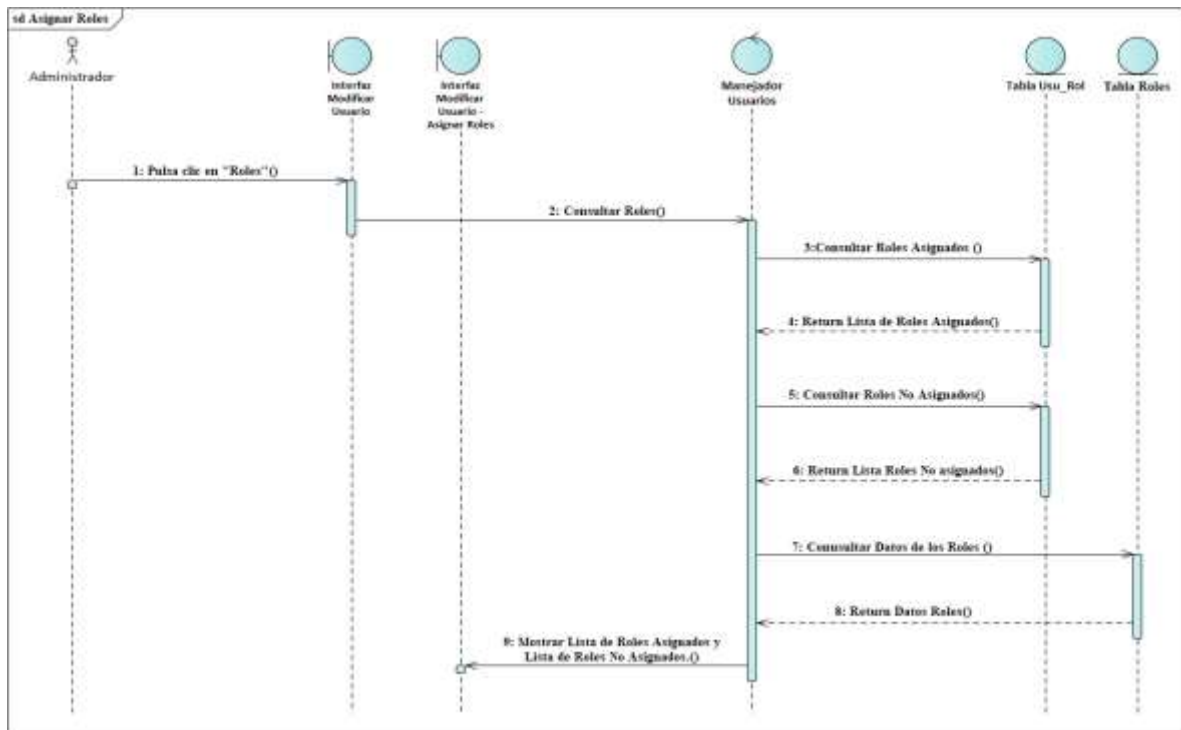 sd Asignar Roles
Administrador
Interfaz
Modificar
Usuario
Interfaz
Modificar
Usuario -
Asignar Roles
Manejador
Usuarios
Tabla Usu_Rol
Tabla Roles
1: Pulsa clic en "Roles"()
2: Consultar Roles()
3:Consultar Roles Asignados ()
4: Return Lista de Roles Asignados()
5: Consultar Roles No Asignados()
6: Return Lista Roles No asignados()
7: Conusultar Datos de los Roles ()
8: Return Datos Roles()
9: Mostrar Lista de Roles Asignados y
Lista de Roles No Asignados.()